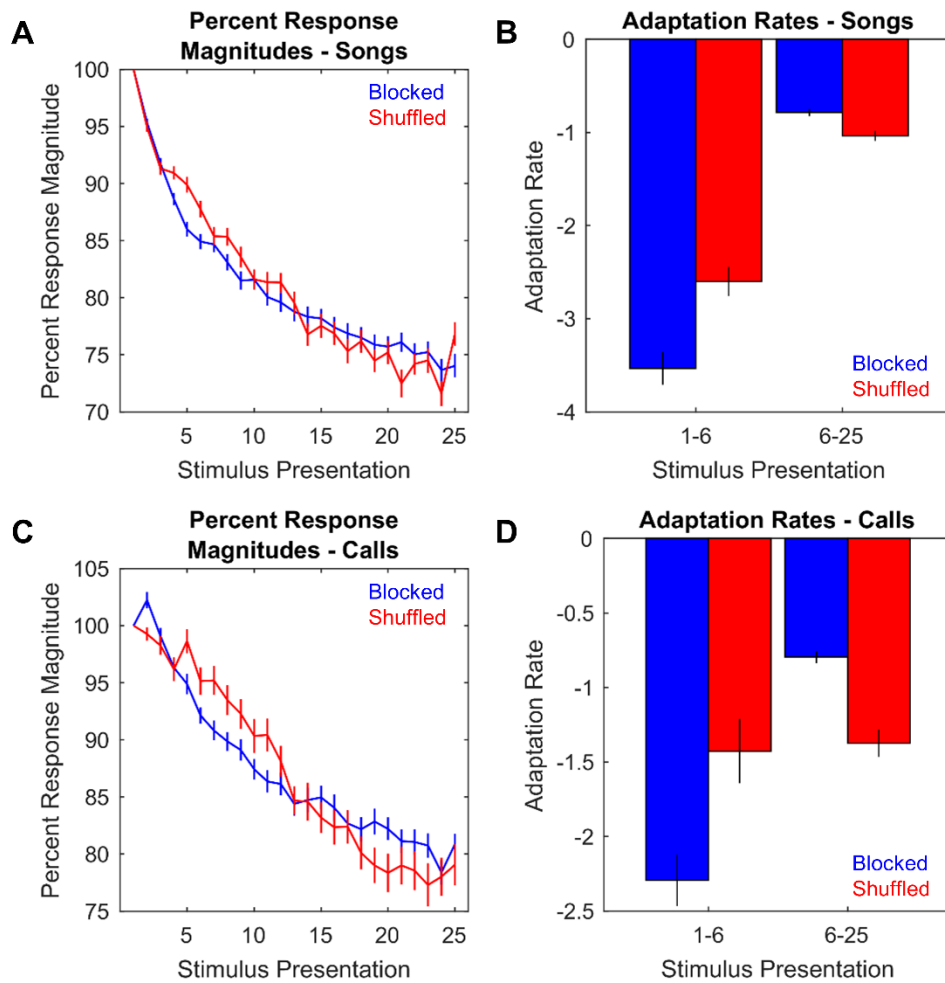 A
Percent Response
Magnitudes - Songs
Blocked
Shuffled
100
95
90
85
80
75
70
Percent Response Magnitude
5
10
15
20
25
Stimulus Presentation
B
Adaptation Rates - Songs
0
-1
-2
-3
-4
Adaptation Rate
Blocked
Shuffled
1-6
6-25
Stimulus Presentation
C
Percent Response
Magnitudes - Calls
Blocked
Shuffled
105
100
95
90
85
80
75
Percent Response Magnitude
5
10
15
20
25
Stimulus Presentation
D
Adaptation Rates - Calls
0
-0.5
-1
-1.5
-2
-2.5
Adaptation Rate
Blocked
Shuffled
1-6
6-25
Stimulus Presentation